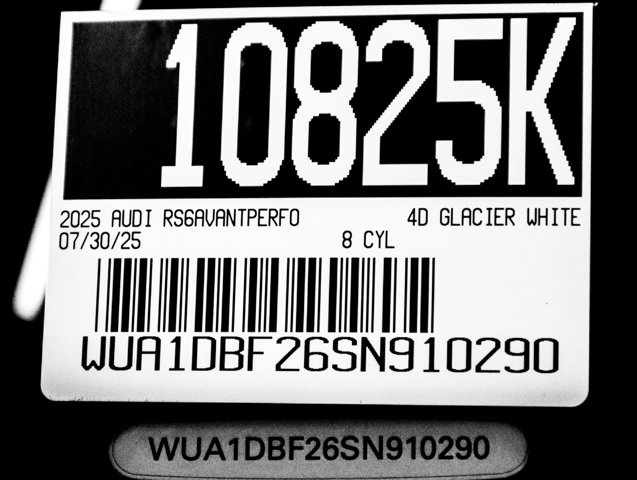 10825K
2025 AUDI RS6AVANTPERFO 4D GLACIER WHITE
07/30/25 8 CYL
WUA1DBF26SN910290
WUA1DBF26SN910290